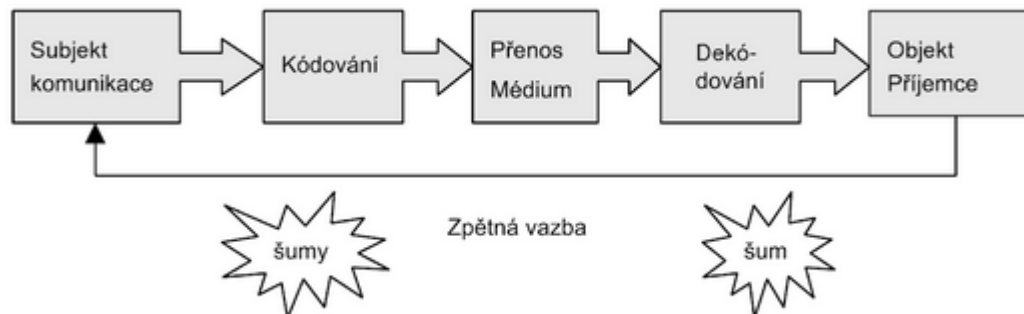 Subjekt
komunikace
Kódování
Přenos
Médium
Dekó-
dování
Objekt
Příjemce
Zpětná vazba
šumy
šum